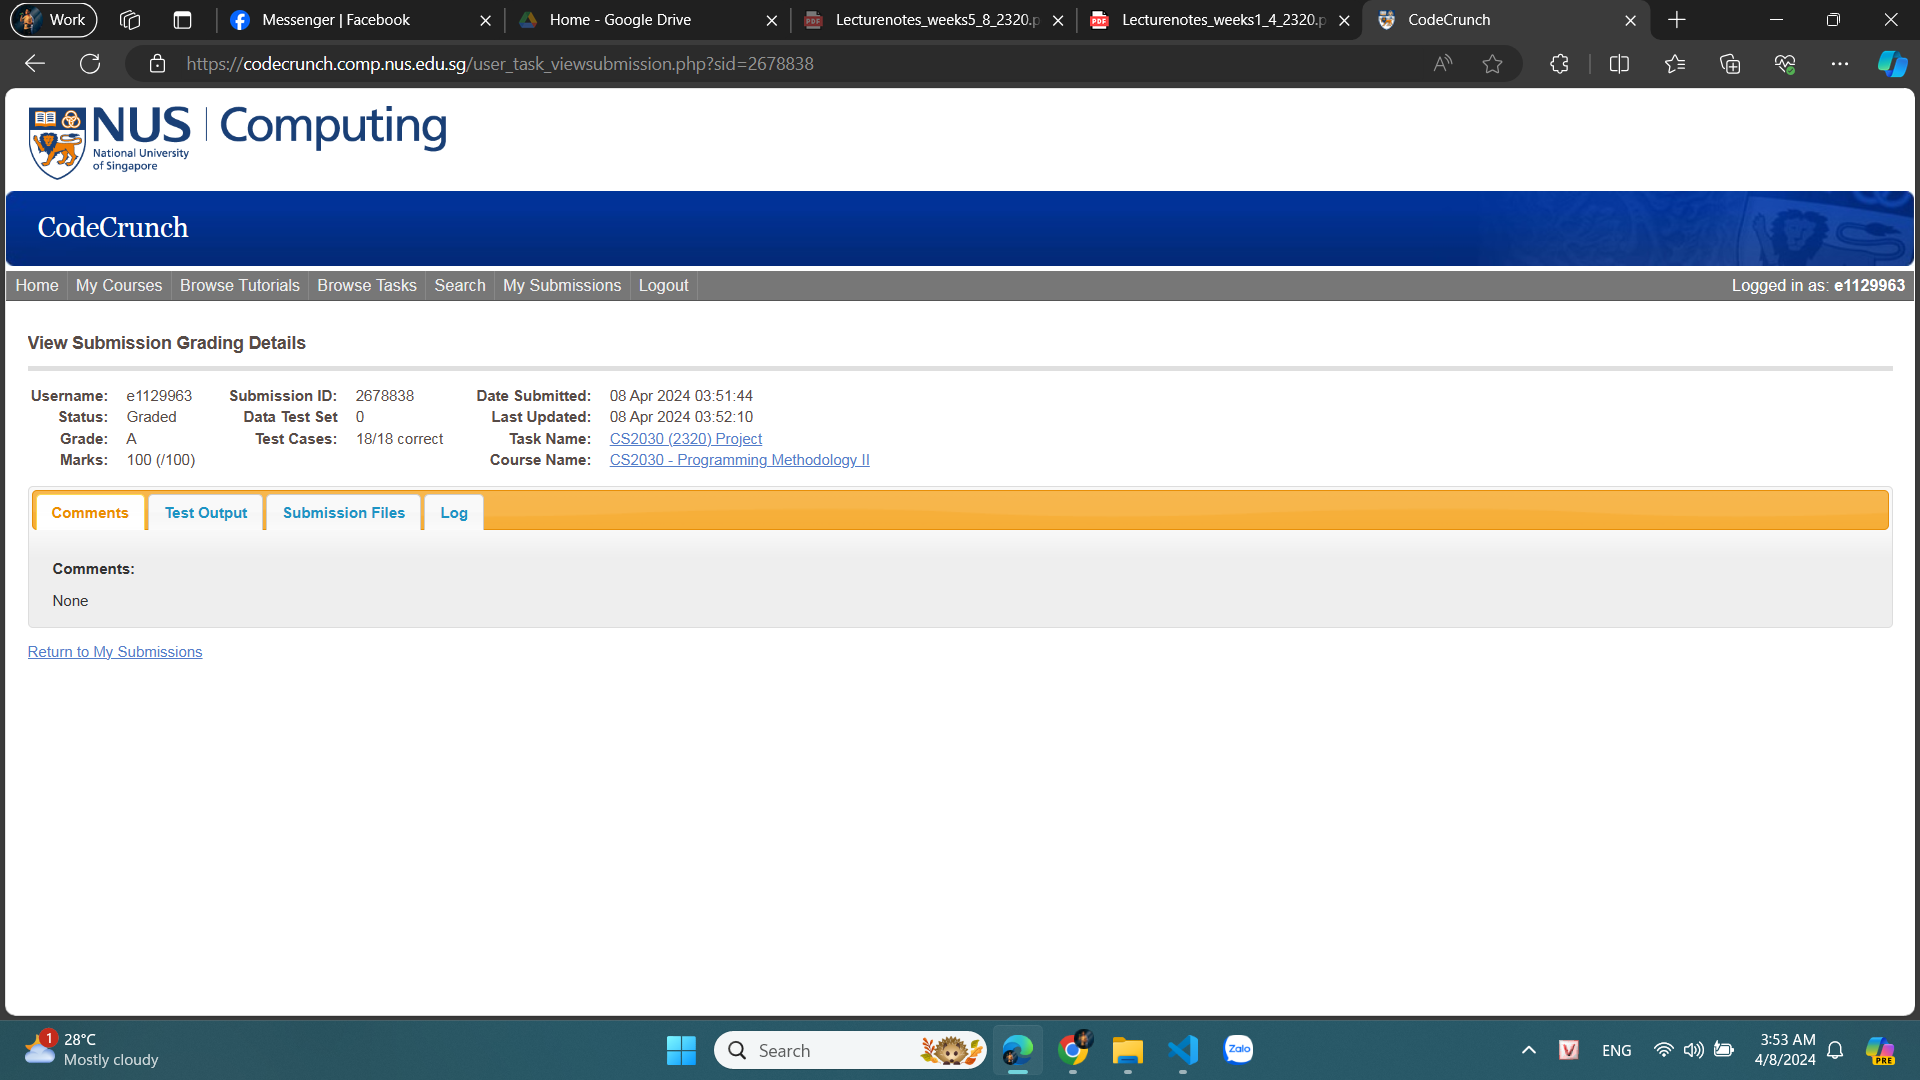 Work
Messenger | Facebook
Home - Google Drive
Lecturenotes_weeks5_8_2320.p
Lecturenotes_weeks1_4_2320.p
CodeCrunch
https://codecrunch.comp.nus.edu.sg/user_task_viewsubmission.php?sid=2678838
NUS | Computing
National University
of Singapore
CodeCrunch
Home My Courses Browse Tutorials Browse Tasks Search My Submissions Logout Logged in as: e1129963
View Submission Grading Details
Username: e1129963 Submission ID: 2678838 Date Submitted: 08 Apr 2024 03:51:44
Status: Graded Data Test Set 0 Last Updated: 08 Apr 2024 03:52:10
Grade: A Test Cases: 18/18 correct Task Name: CS2030 (2320) Project
Marks: 100 (/100) Course Name: CS2030 - Programming Methodology II
Comments Test Output Submission Files Log
Comments:
None
Return to My Submissions
1
28°C
Mostly cloudy
Search
Zalo
V
ENG
3:53 AM
4/8/2024
PRE